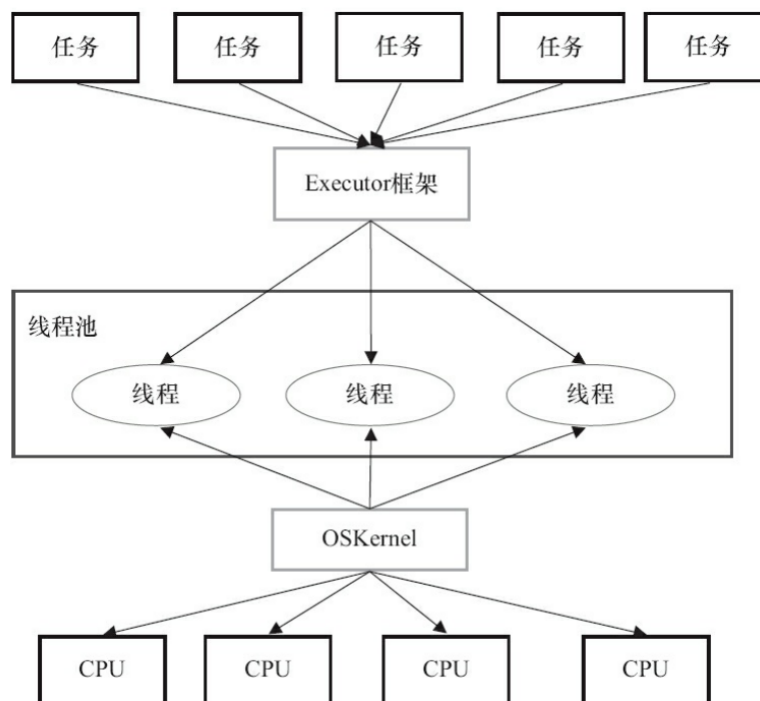 任务 任务 任务 任务 任务
Executor框架
线程池
线程 线程 线程
OSKernel
CPU CPU CPU CPU